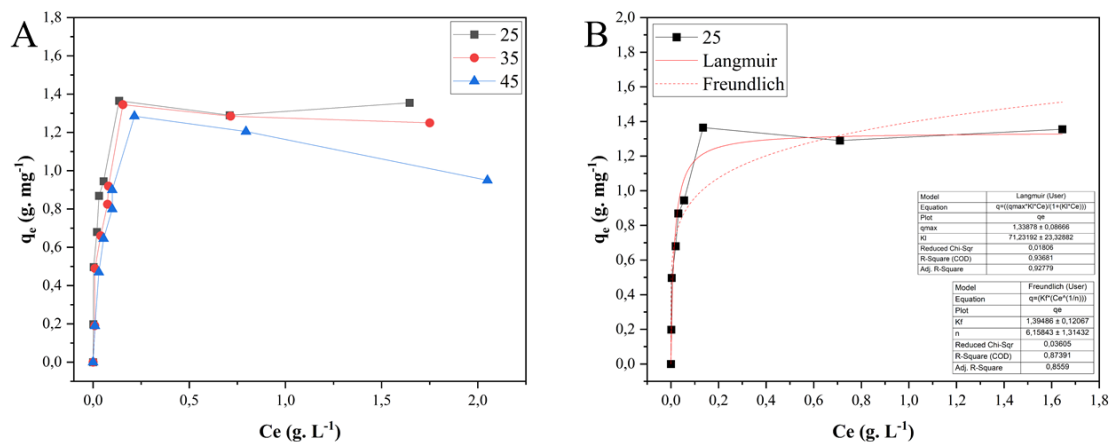 A
25
35
45
1,8
1,6
1,4
1,2
1,0
0,8
0,6
0,4
0,2
0,0
qe (g. mg-1)
0,0
0,5
1,0
1,5
2,0
Ce (g. L-1)
B
25
Langmuir
Freundlich
2,0
1,8
1,6
1,4
1,2
1,0
0,8
0,6
0,4
0,2
0,0
qe (g. mg-1)
Model Langmuir (User)
Equation q=((qmax*Kl*Ce)/(1+(Kl*Ce)))
Plot qe
qmax 1,33878 ± 0,08666
Kl 71,23192 ± 23,32882
Reduced Chi-Sqr 0,01806
R-Square (COD) 0,93681
Adj. R-Square 0,92779
Model Freundlich (User)
Equation q=(Kf*(Ce^(1/n)))
Plot qe
Kf 1,39486 ± 0,12067
n 6,15843 ± 1,31432
Reduced Chi-Sqr 0,03605
R-Square (COD) 0,87391
Adj. R-Square 0,8559
0,0
0,2
0,4
0,6
0,8
1,0
1,2
1,4
1,6
1,8
Ce (g. L-1)